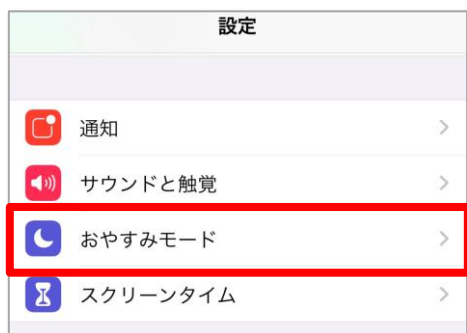 設定
通知
サウンドと触覚
おやすみモード
スクリーンタイム